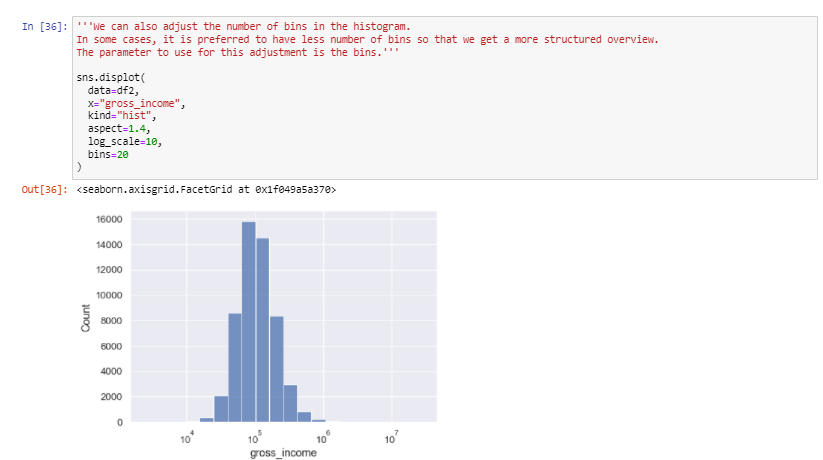 In [36]: '''We can also adjust the number of bins in the histogram.
In some cases, it is preferred to have less number of bins so that we get a more structured overview.
The parameter to use for this adjustment is the bins.'''
sns.displot(
data=df2,
x="gross_income",
kind="hist",
aspect=1.4,
log_scale=10,
bins=20
)
Out[36]: <seaborn.axisgrid.FacetGrid at 0x1f049a5a370>
16000
14000
12000
10000
8000
6000
4000
2000
0
Count
10^4 10^5 10^6 10^7
gross_income